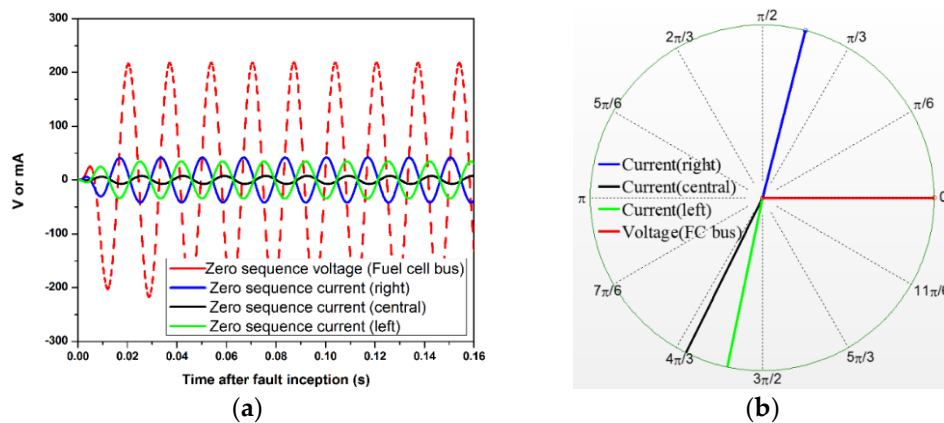 300
200
100
0
-100
-200
-300
V or mA
Zero sequence voltage (Fuel cell bus)
Zero sequence current (right)
Zero sequence current (central)
Zero sequence current (left)
0.00 0.02 0.04 0.06 0.08 0.10 0.12 0.14 0.16
Time after fault inception (s)
(a)
π/2
2π/3 π/3
5π/6 π/6
Current(right)
Current(central)
π 0
Current(left)
Voltage(FC bus)
7π/6 11π/6
4π/3 5π/3
3π/2
(b)